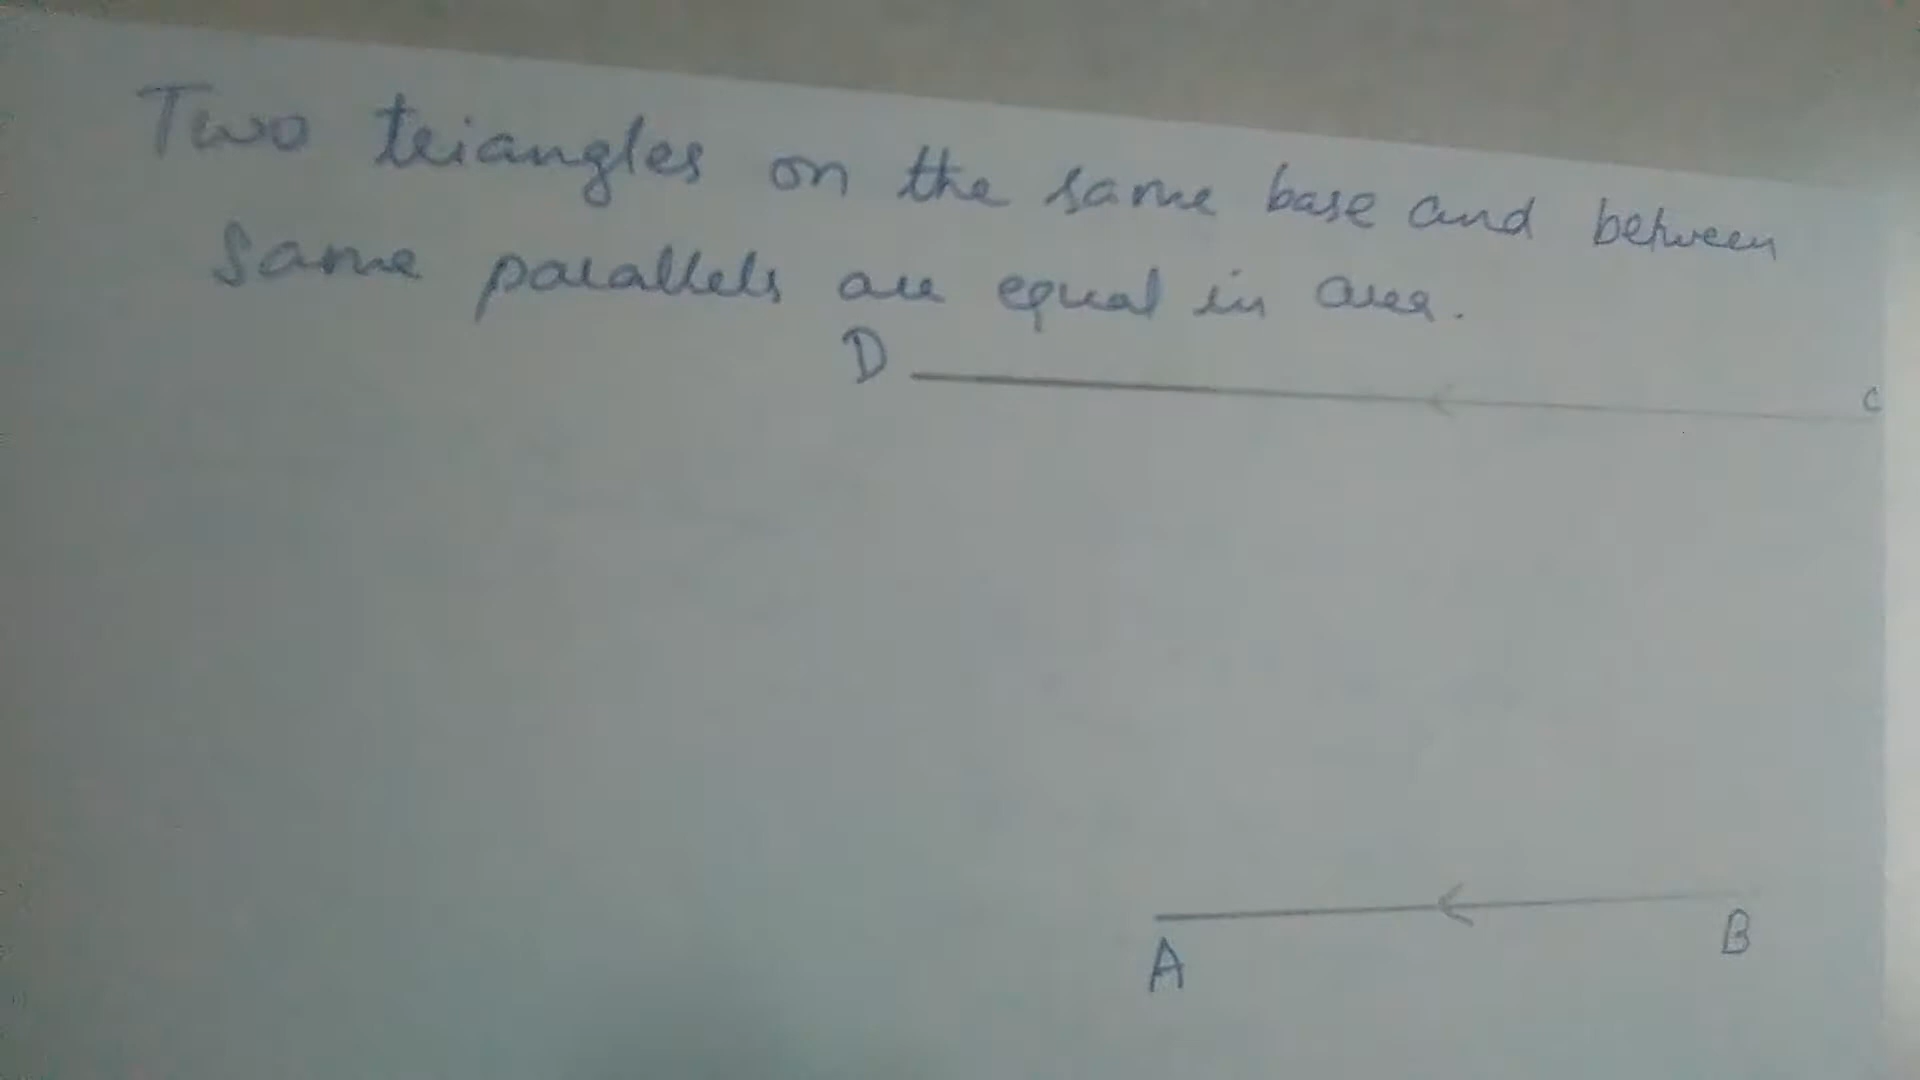 Two triangles on the same base and between
same parallels are equal in area.
D C
A B